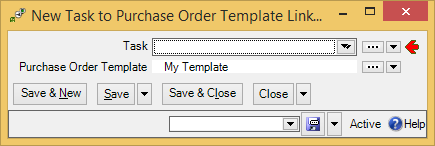 New Task to Purchase Order Template Link...
Task
Purchase Order Template My Template
Save & New Save Save & Close Close
Active Help